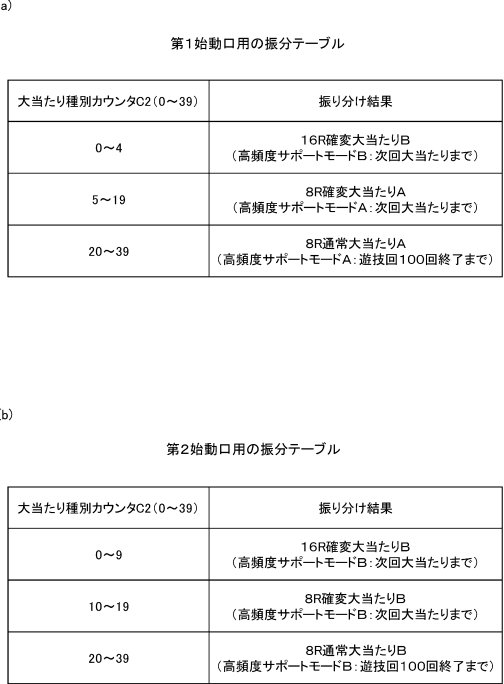 a)
第１始動口用の振分テーブル
大当たり種別カウンタC2(0～39)
振り分け結果
0～4
16R確変大当たりB
(高頻度サポートモードB：次回大当たりまで)
5～19
8R確変大当たりA
(高頻度サポートモードA：次回大当たりまで)
20～39
8R通常大当たりA
(高頻度サポートモードA：遊技回100回終了まで)
(b)
第２始動口用の振分テーブル
大当たり種別カウンタC2(0～39)
振り分け結果
0～9
16R確変大当たりB
(高頻度サポートモードB：次回大当たりまで)
10～19
8R確変大当たりB
(高頻度サポートモードB：次回大当たりまで)
20～39
8R通常大当たりB
(高頻度サポートモードB：遊技回100回終了まで)